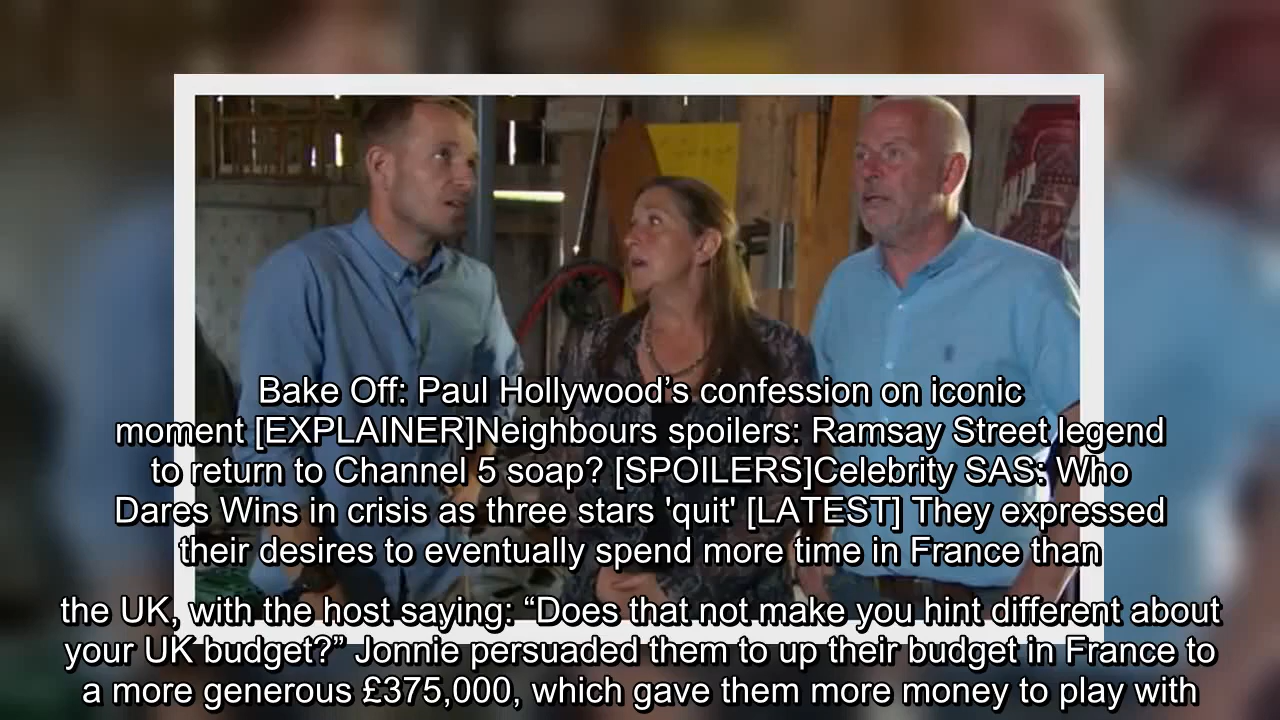 Bake Off: Paul Hollywood’s confession on iconic
moment [EXPLAINER]Neighbours spoilers: Ramsay Street legend
to return to Channel 5 soap? [SPOILERS]Celebrity SAS: Who
Dares Wins in crisis as three stars 'quit' [LATEST] They expressed
their desires to eventually spend more time in France than
the UK, with the host saying: “Does that not make you hint different about
your UK budget?” Jonnie persuaded them to up their budget in France to
a more generous £375,000, which gave them more money to play with